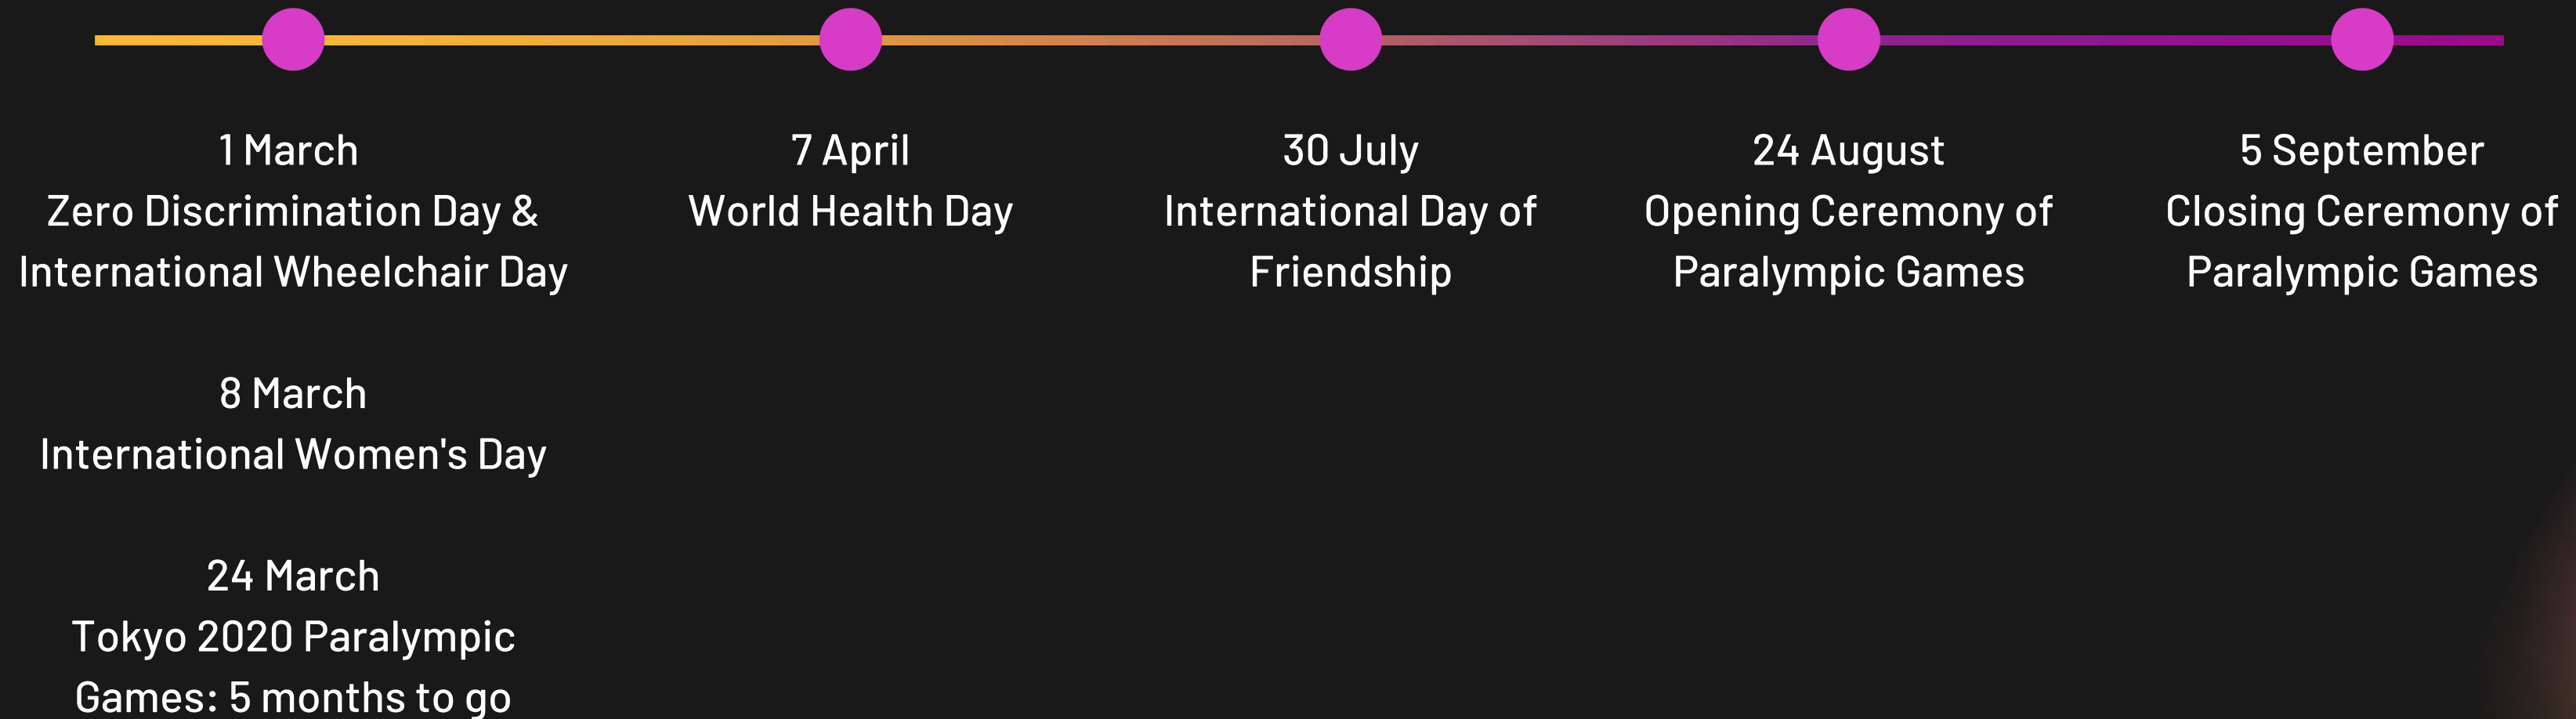 1 March
Zero Discrimination Day &
International Wheelchair Day
8 March
International Women's Day
24 March
Tokyo 2020 Paralympic
Games: 5 months to go
7 April
World Health Day
30 July
International Day of
Friendship
24 August
Opening Ceremony of
Paralympic Games
5 September
Closing Ceremony of
Paralympic Games